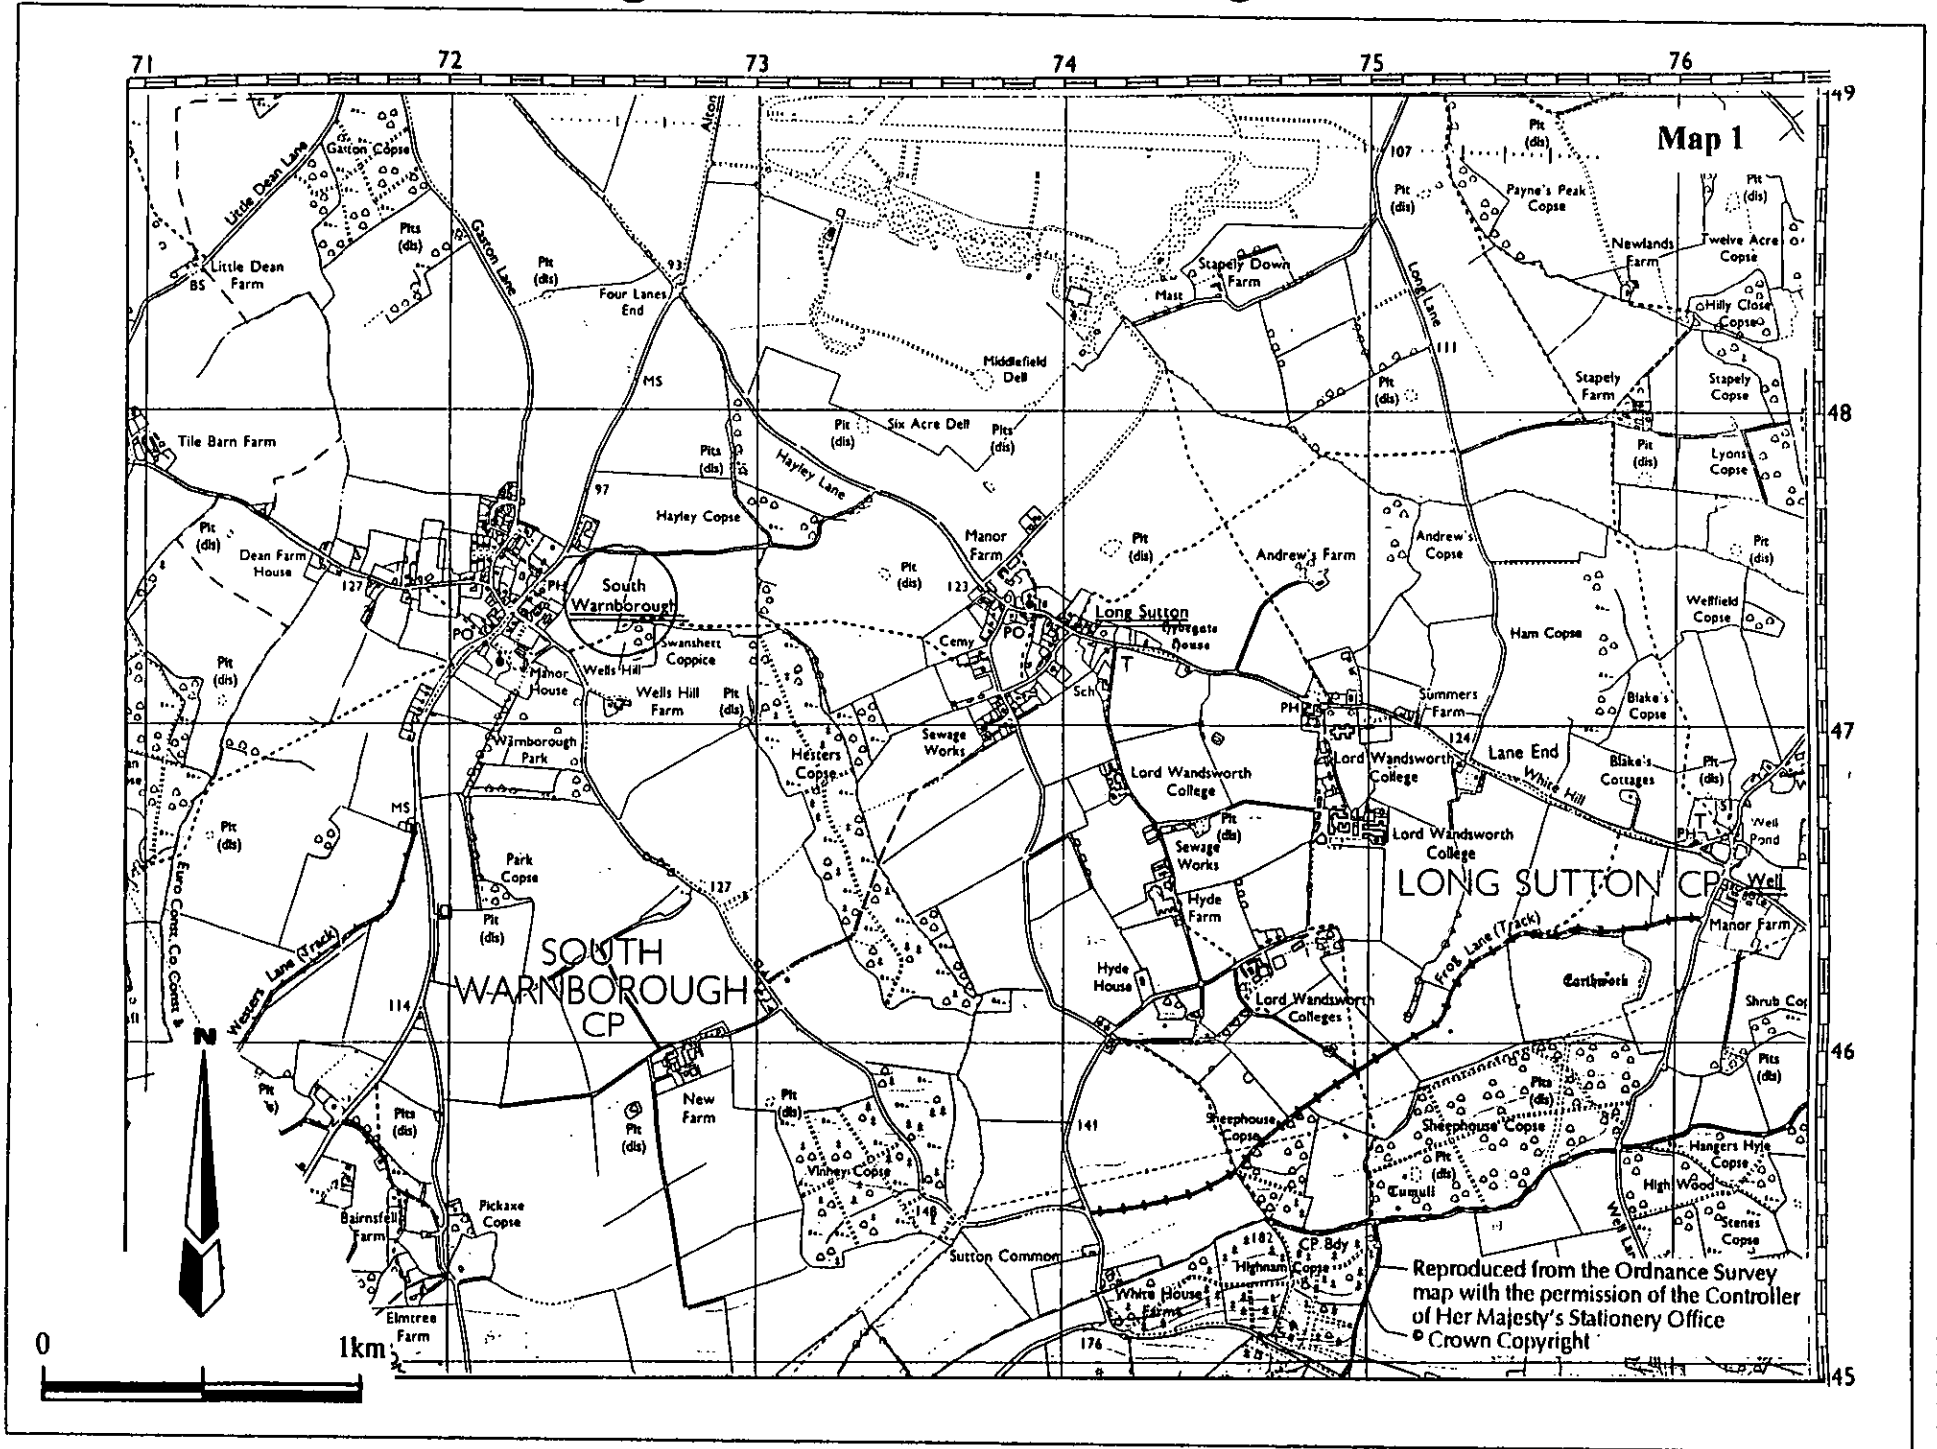 71
72
73
74
75
76
49
Map 1
Alton
107
Gaston Copse
Little Dean Lane
Pit
(dis)
Payne's Peak
Copse
Pit
(dis)
Pit
(dis)
Pits
(dis)
Gaston Lane
Newlands
Farm
Twelve Acre
Copse
Little Dean
Farm
BS
Pit
(dis)
93
Four Lanes
End
Stapely Down
Farm
Mast
Long Lane
Hilly Close
Copse
111
MS
Middlefield
Dell
Pit
(dis)
Stapely
Farm
Stapely
Copse
48
Tile Barn Farm
Pit
(dis)
Six Acre Dell
Pits
(dis)
Pits
(dis)
Hayley Lane
Pit
(dis)
Lyons
Copse
97
Hayley Copse
Pit
(dis)
Dean Farm
House
127
Manor
Farm
Pit
(dis)
Andrew's Farm
Andrew's
Copse
Pit
(dis)
PH
South
Warnborough
Pit
(dis)
123
Long Sutton
House
PO
Wellfield
Copse
PO
Cemy
Ham Copse
Swanshett
Coppice
Pit
(dis)
Manor
House
Wells Hill
Wells Hill
Farm
Pit
(dis)
Sch
T
PH
Summers
Farm
Blake's
Copse
47
Warnborough
Park
Sewage
Works
Hesters
Copse
124
Lane End
Lord Wandsworth
College
Lord Wandsworth
College
White Hill
Blake's
Cottages
Pit
(dis)
MS
Pit
(dis)
Park
Copse
Pit
(dis)
Sewage
Works
Lord Wandsworth
College
T
PH
Well
Pond
127
LONG SUTTON CP
Well
Euro Const Co Const &
Pit
(dis)
Hyde
Farm
Manor Farm
SOUTH
WARNBOROUGH
CP
Westers Lane (Track)
Frog Lane (Track)
Hyde
House
Earthwork
114
Lord Wandsworth
Colleges
Shrub
N
46
Pit
Pits
(dis)
New
Farm
Pit
(dis)
Pit
(dis)
141
Sheephouse
Copse
Pits
(dis)
Sheephouse Copse
Pits
(dis)
Hangers Hyle
Copse
Vinney Copse
Pit
(dis)
Tumuli
High Wood
Bairnsfell
Farm
Pickaxe
Copse
148
Stenes
Copse
Sutton Common
182
CP Bdy
Highnam Copse
White House
Farms
Elmtree
Farm
176
Reproduced from the Ordnance Survey
map with the permission of the Controller
of Her Majesty's Stationery Office
© Crown Copyright
0
1km
45